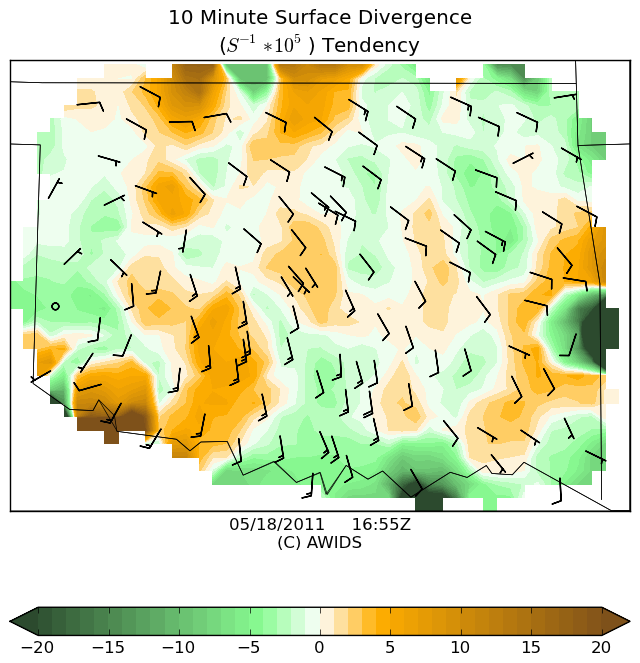 10 Minute Surface Divergence
(S⁻¹ *10⁵ ) Tendency
05/18/2011 16:55Z
(C) AWIDS
−20 −15 −10 −5 0 5 10 15 20